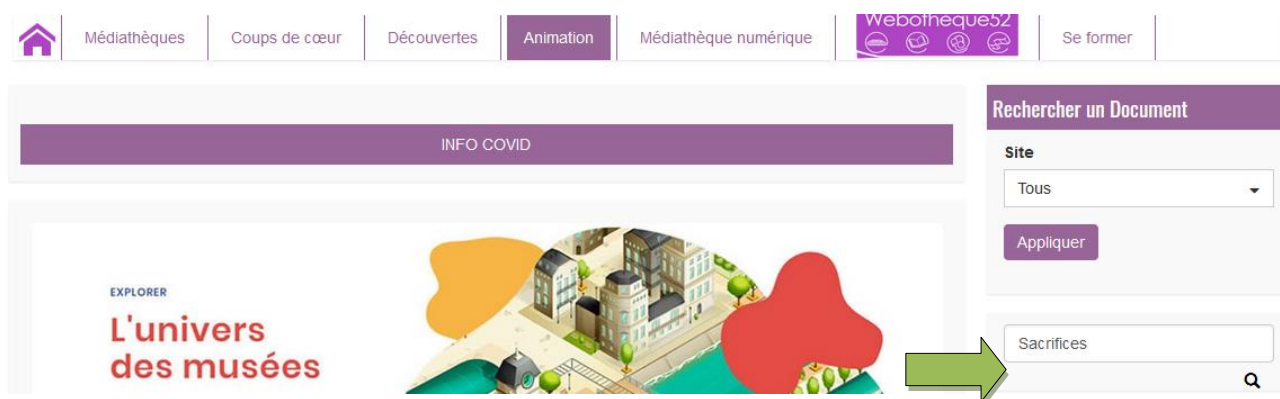 Médiathèques
Coups de cœur
Découvertes
Animation
Médiathèque numérique
Webothèque52
Se former
INFO COVID
EXPLORER
L'univers
des musées
Rechercher un Document
Site
Tous
Appliquer
Sacrifices